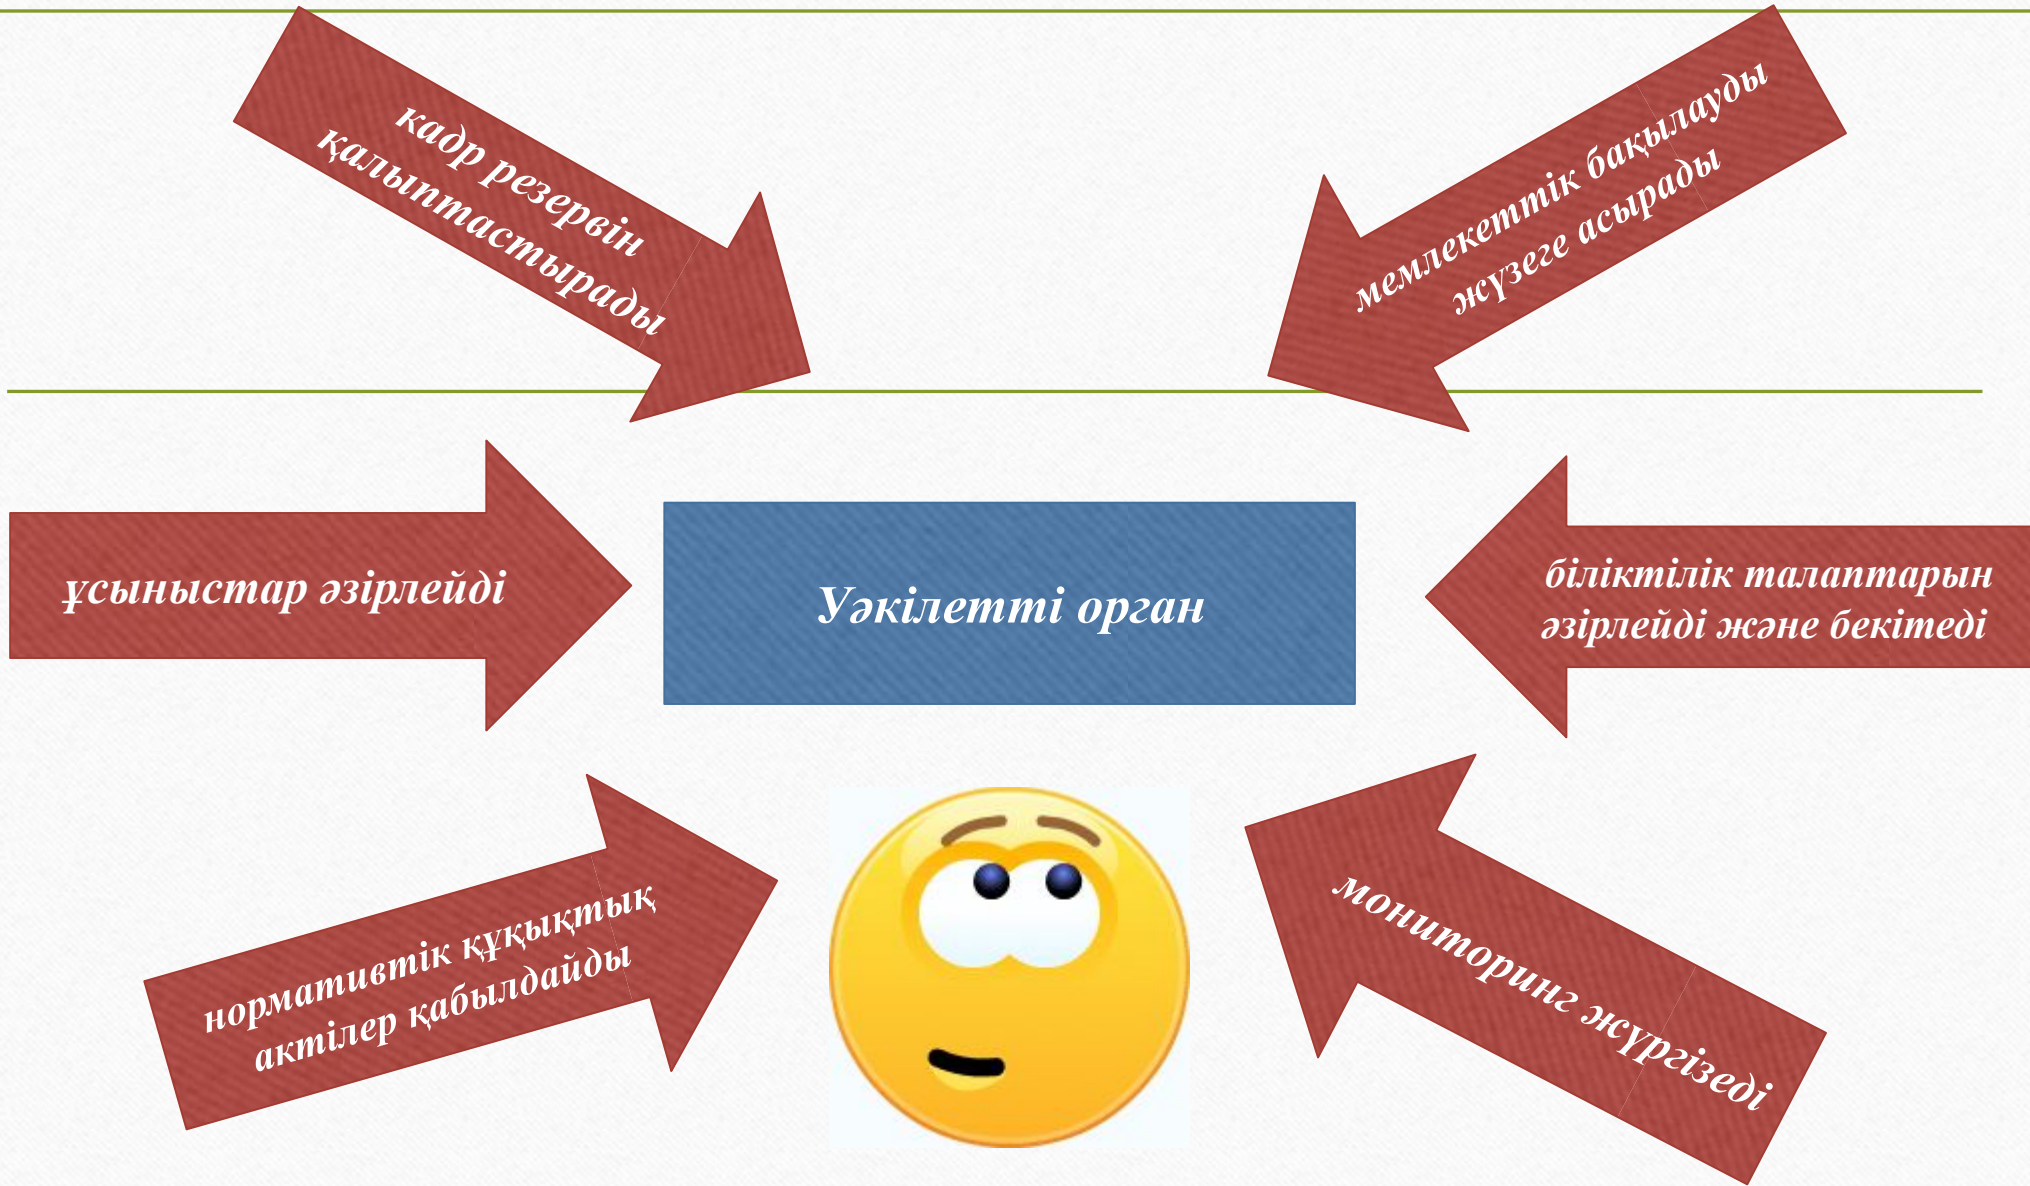 кадр резервін
қалыптастырады
мемлекеттік бақылауды
жүзеге асырады
ұсыныстар әзірлейді
Уәкілетті орган
біліктілік талаптарын
әзірлейді және бекітеді
нормативтік құқықтық
актілер қабылдайды
мониторинг жүргізеді